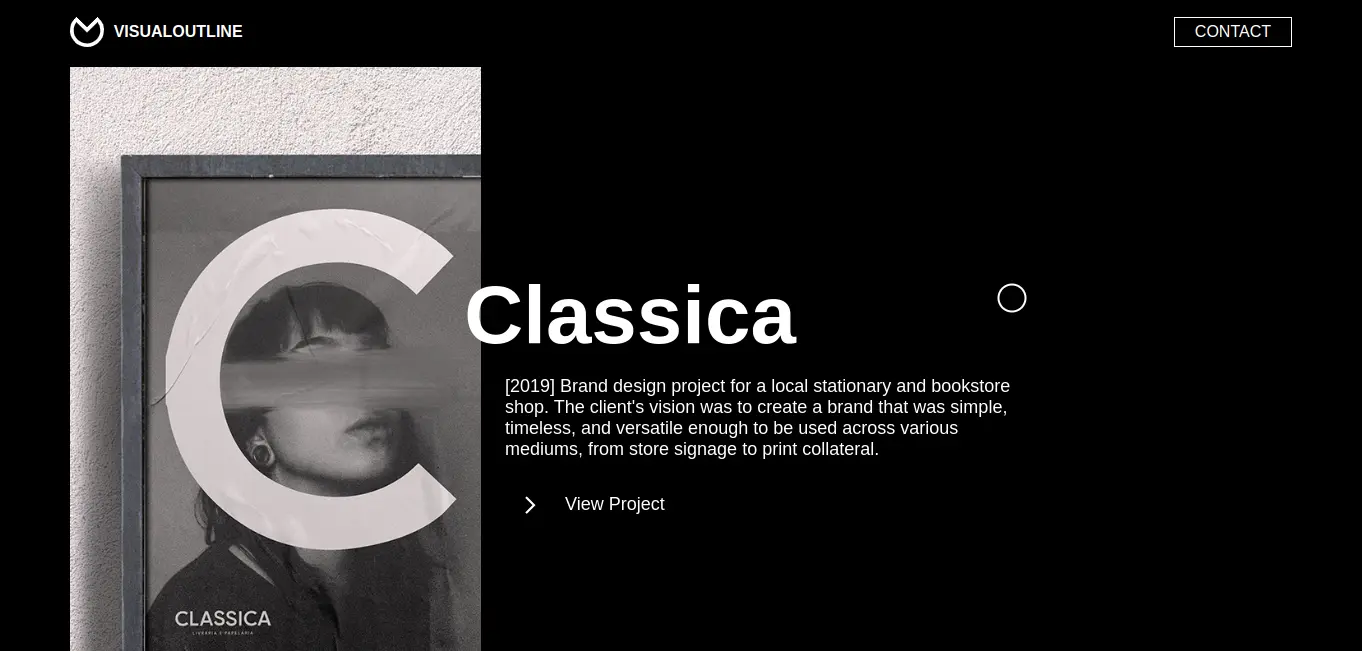 VISUALOUTLINE
CONTACT
C
Classica
[2019] Brand design project for a local stationary and bookstore
shop. The client's vision was to create a brand that was simple,
timeless, and versatile enough to be used across various
mediums, from store signage to print collateral.
View Project
CLASSICA
LIVRARIA E PAPELARIA